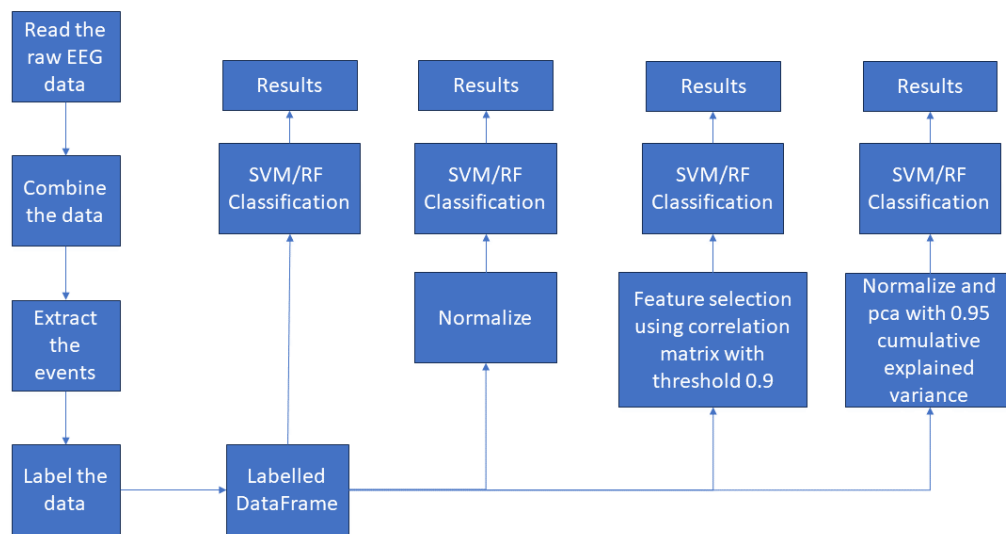 Read the
raw EEG
data
Combine
the data
Extract
the
events
Label the
data
Labelled
DataFrame
Results
SVM/RF
Classification
Results
SVM/RF
Classification
Normalize
Results
SVM/RF
Classification
Feature selection
using correlation
matrix with
threshold 0.9
Results
SVM/RF
Classification
Normalize and
pca with 0.95
cumulative
explained
variance